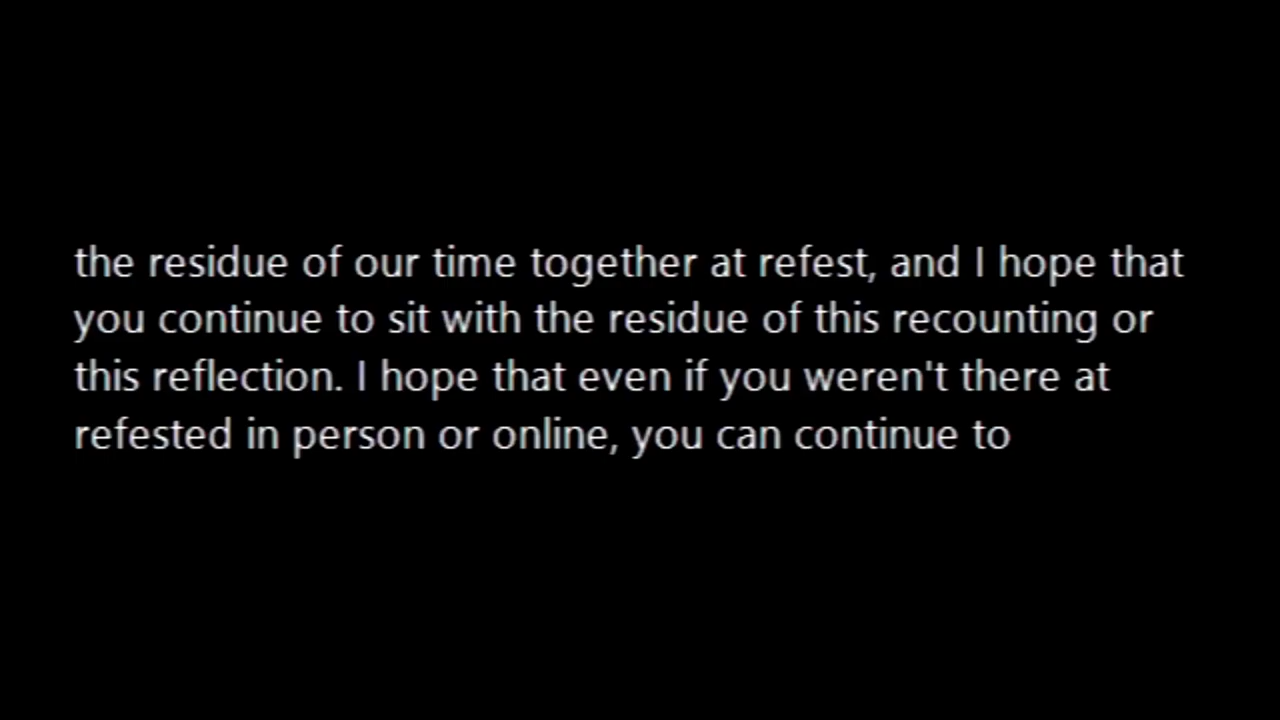 the residue of our time together at refest, and I hope that
you continue to sit with the residue of this recounting or
this reflection. I hope that even if you weren't there at
refested in person or online, you can continue to